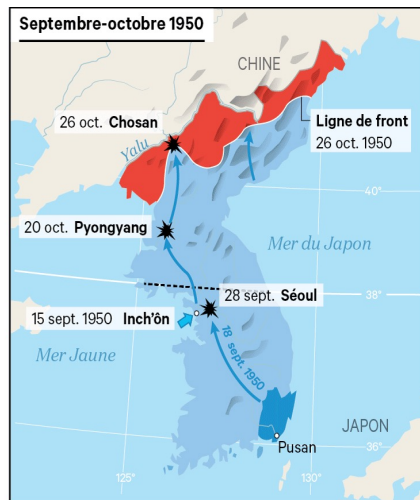 Septembre-octobre 1950
CHINE
26 oct. Chosan
Yalu
Ligne de front
26 oct. 1950
40°
20 oct. Pyongyang
Mer du Japon
28 sept. Séoul
38°
15 sept. 1950 Inch'ôn
18 sept. 1950
Mer Jaune
JAPON
Pusan
36°
125°
130°